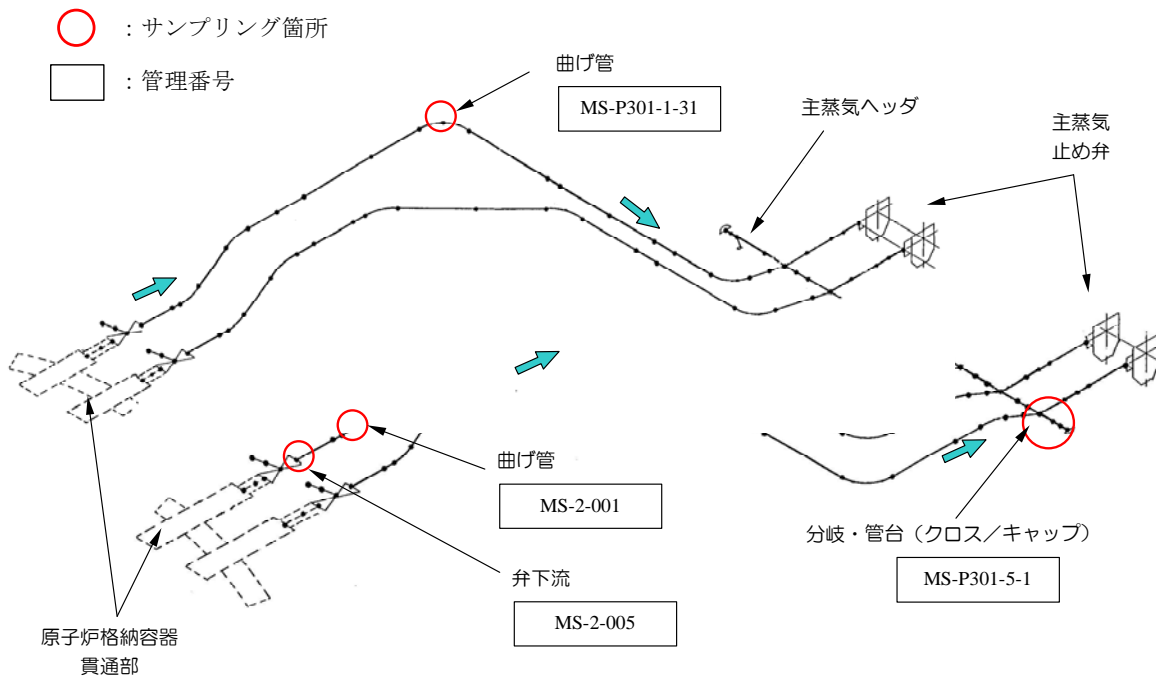 ：サンプリング箇所
：管理番号
曲げ管
MS-P301-1-31
主蒸気ヘッダ
主蒸気
止め弁
曲げ管
MS-2-001
弁下流
MS-2-005
分岐・管台（クロス／キャップ）
MS-P301-5-1
原子炉格納容器
貫通部